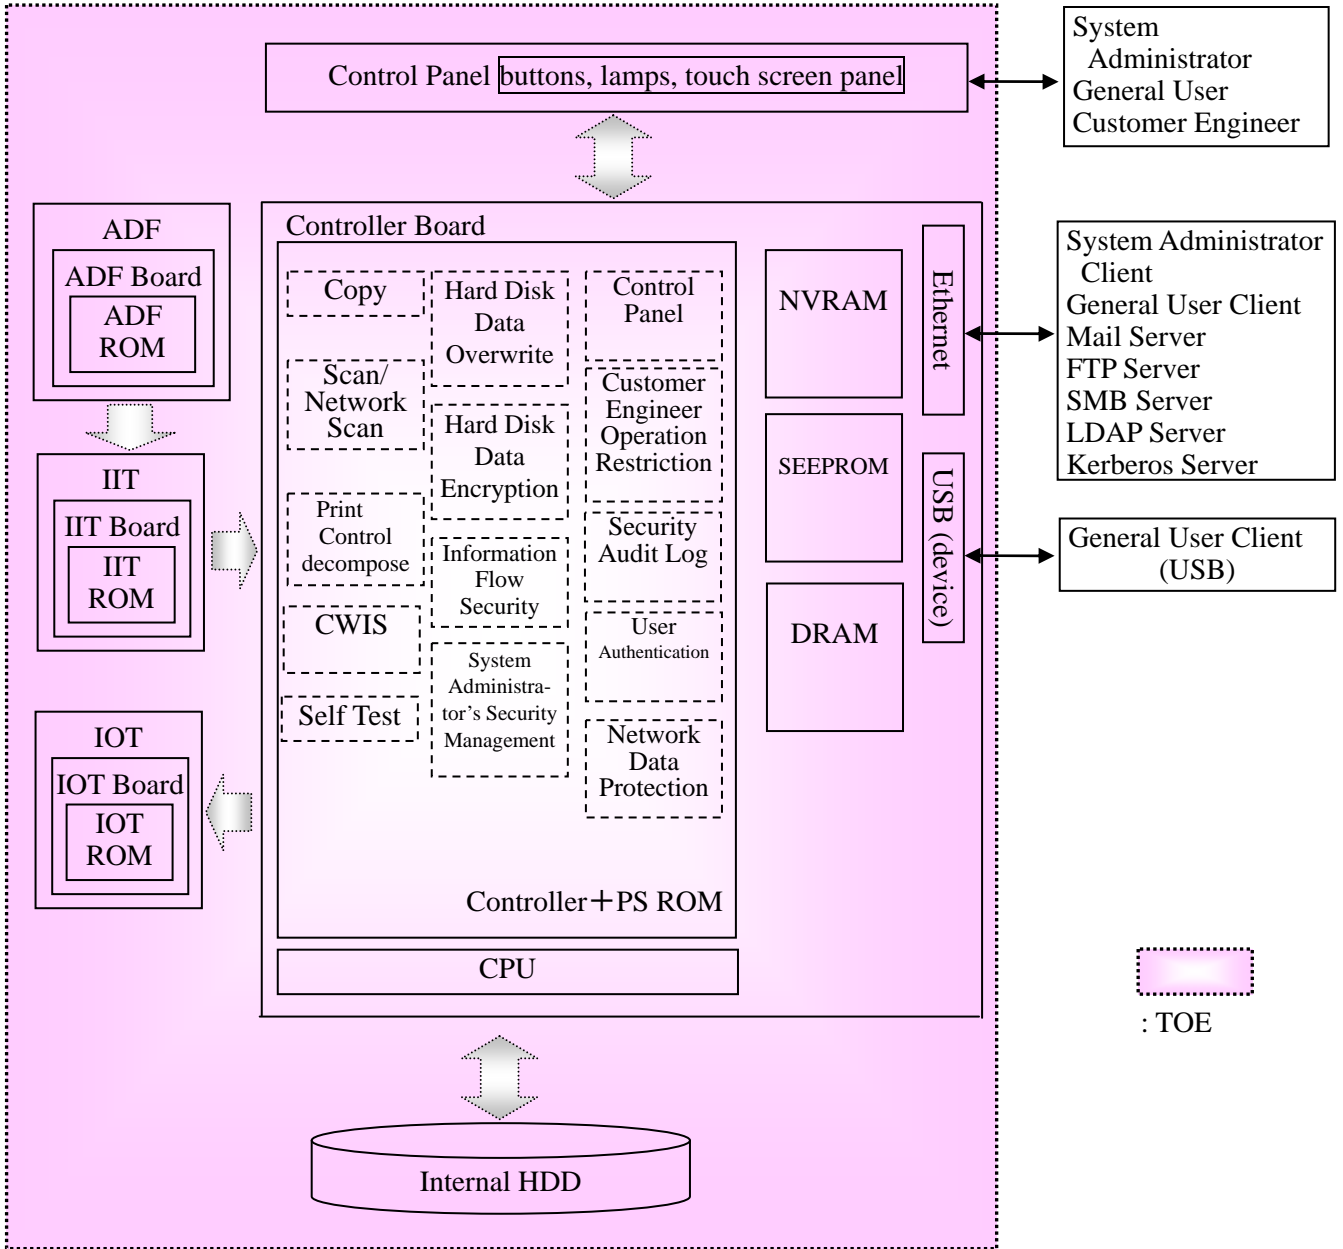 Control Panel buttons, lamps, touch screen panel
System
Administrator
General User
Customer Engineer
ADF
ADF Board
ADF
ROM
IIT
IIT Board
IIT
ROM
IOT
IOT Board
IOT
ROM
Controller Board
Copy
Scan/
Network
Scan
Print
Control
decompose
CWIS
Self Test
Hard Disk
Data
Overwrite
Hard Disk
Data
Encryption
Information
Flow
Security
System
Administra-
tor's Security
Management
Control
Panel
Customer
Engineer
Operation
Restriction
Security
Audit Log
User
Authentication
Network
Data
Protection
Controller+PS ROM
CPU
NVRAM
SEEPROM
DRAM
Ethernet
USB (device)
System Administrator
Client
General User Client
Mail Server
FTP Server
SMB Server
LDAP Server
Kerberos Server
General User Client
(USB)
Internal HDD
: TOE